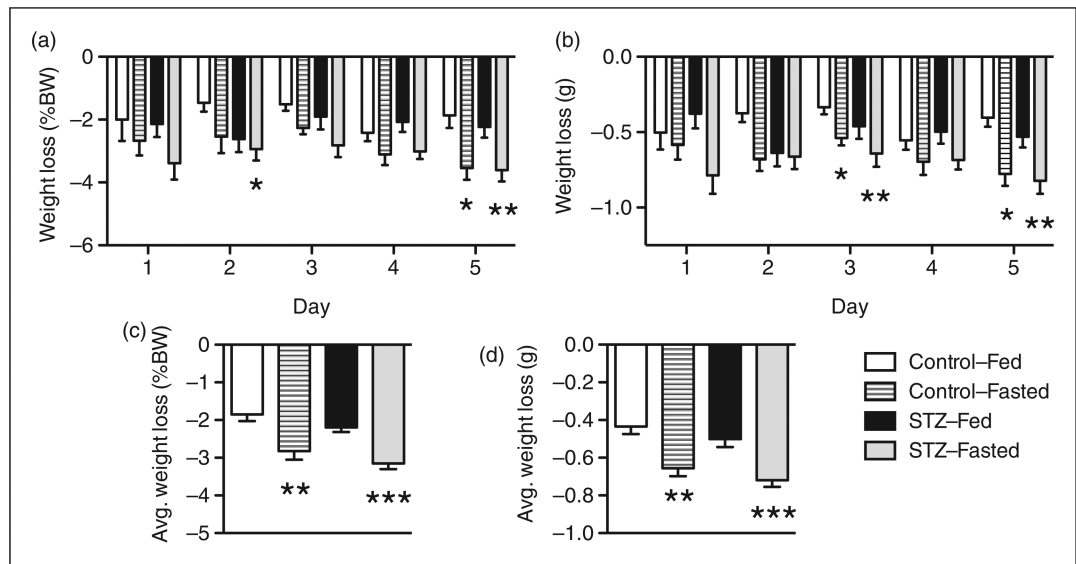 (a)
Weight loss (%BW)
0
–2
–4
–6
*
*
**
1 2 3 4 5
Day
(b)
Weight loss (g)
0.0
–0.5
–1.0
*
**
*
**
1 2 3 4 5
Day
(c)
Avg. weight loss (%BW)
0
–1
–2
–3
–4
–5
**
***
(d)
Avg. weight loss (g)
0.0
–0.2
–0.4
–0.6
–0.8
–1.0
**
***
Control–Fed
Control–Fasted
STZ–Fed
STZ–Fasted